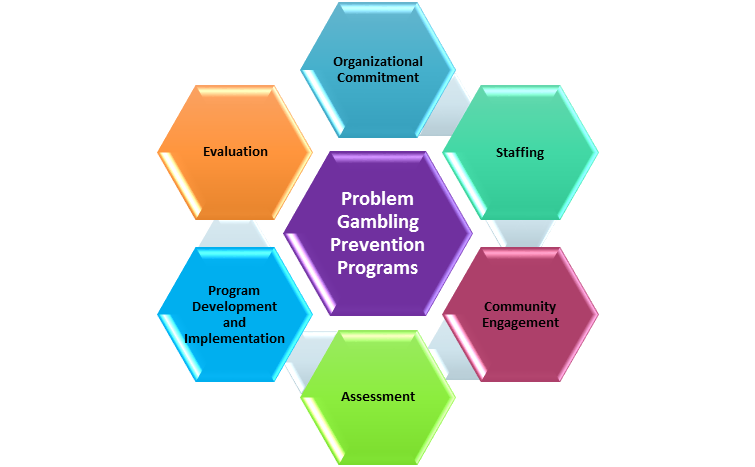 Organizational
Commitment
Evaluation
Staffing
Problem
Gambling
Prevention
Programs
Program
Development
and
Implementation
Community
Engagement
Assessment